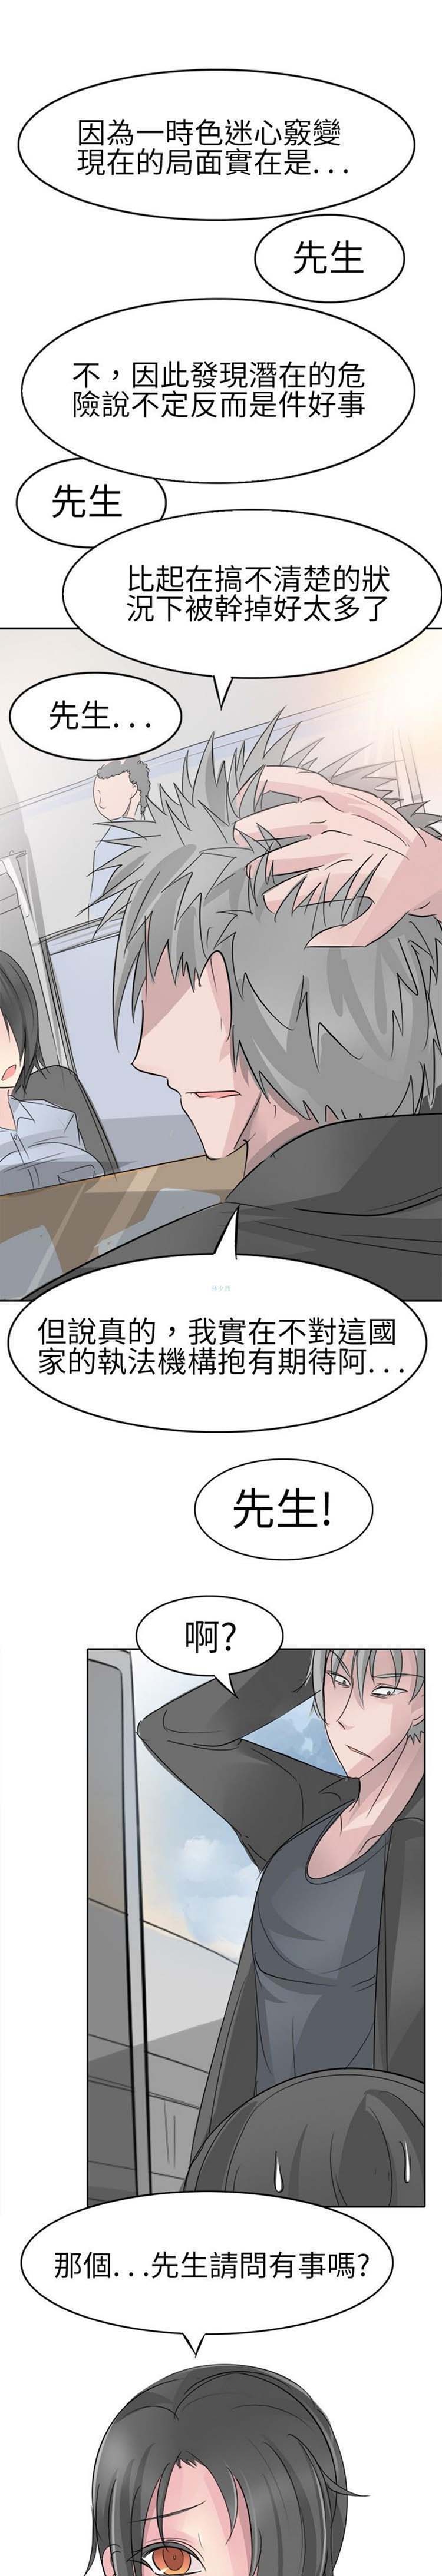 因為一時色迷心竅變
現在的局面實在是...
先生
不，因此發現潛在的危
險說不定反而是件好事
先生
比起在搞不清楚的狀
況下被幹掉好太多了
先生...
但說真的，我實在不對這國
家的執法機構抱有期待阿...
先生!
啊?
那個...先生請問有事嗎?